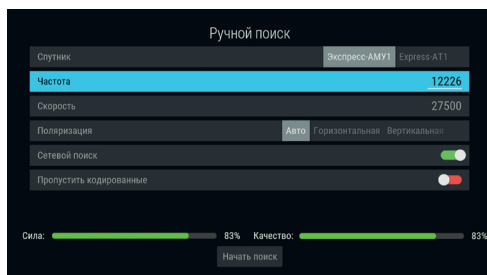 Ручной поиск
Спутник Экспресс-АМУ1 Express-AT1
Частота 12226
Скорость 27500
Поляризация Авто Горизонтальная Вертикальная
Сетевой поиск
Пропустить кодированные
Сила: 83% Качество: 83%
Начать поиск